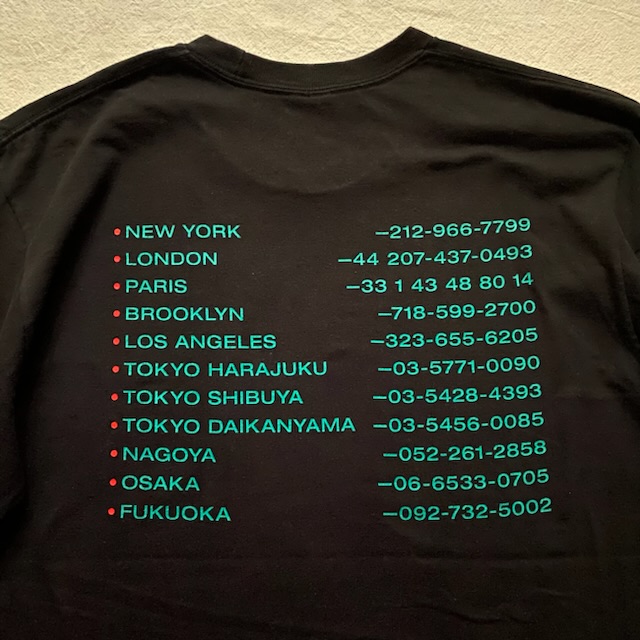 • NEW YORK –212-966-7799
• LONDON –44 207-437-0493
• PARIS –33 1 43 48 80 14
• BROOKLYN –718-599-2700
• LOS ANGELES –323-655-6205
• TOKYO HARAJUKU –03-5771-0090
• TOKYO SHIBUYA –03-5428-4393
• TOKYO DAIKANYAMA –03-5456-0085
• NAGOYA –052-261-2858
• OSAKA –06-6533-0705
• FUKUOKA –092-732-5002